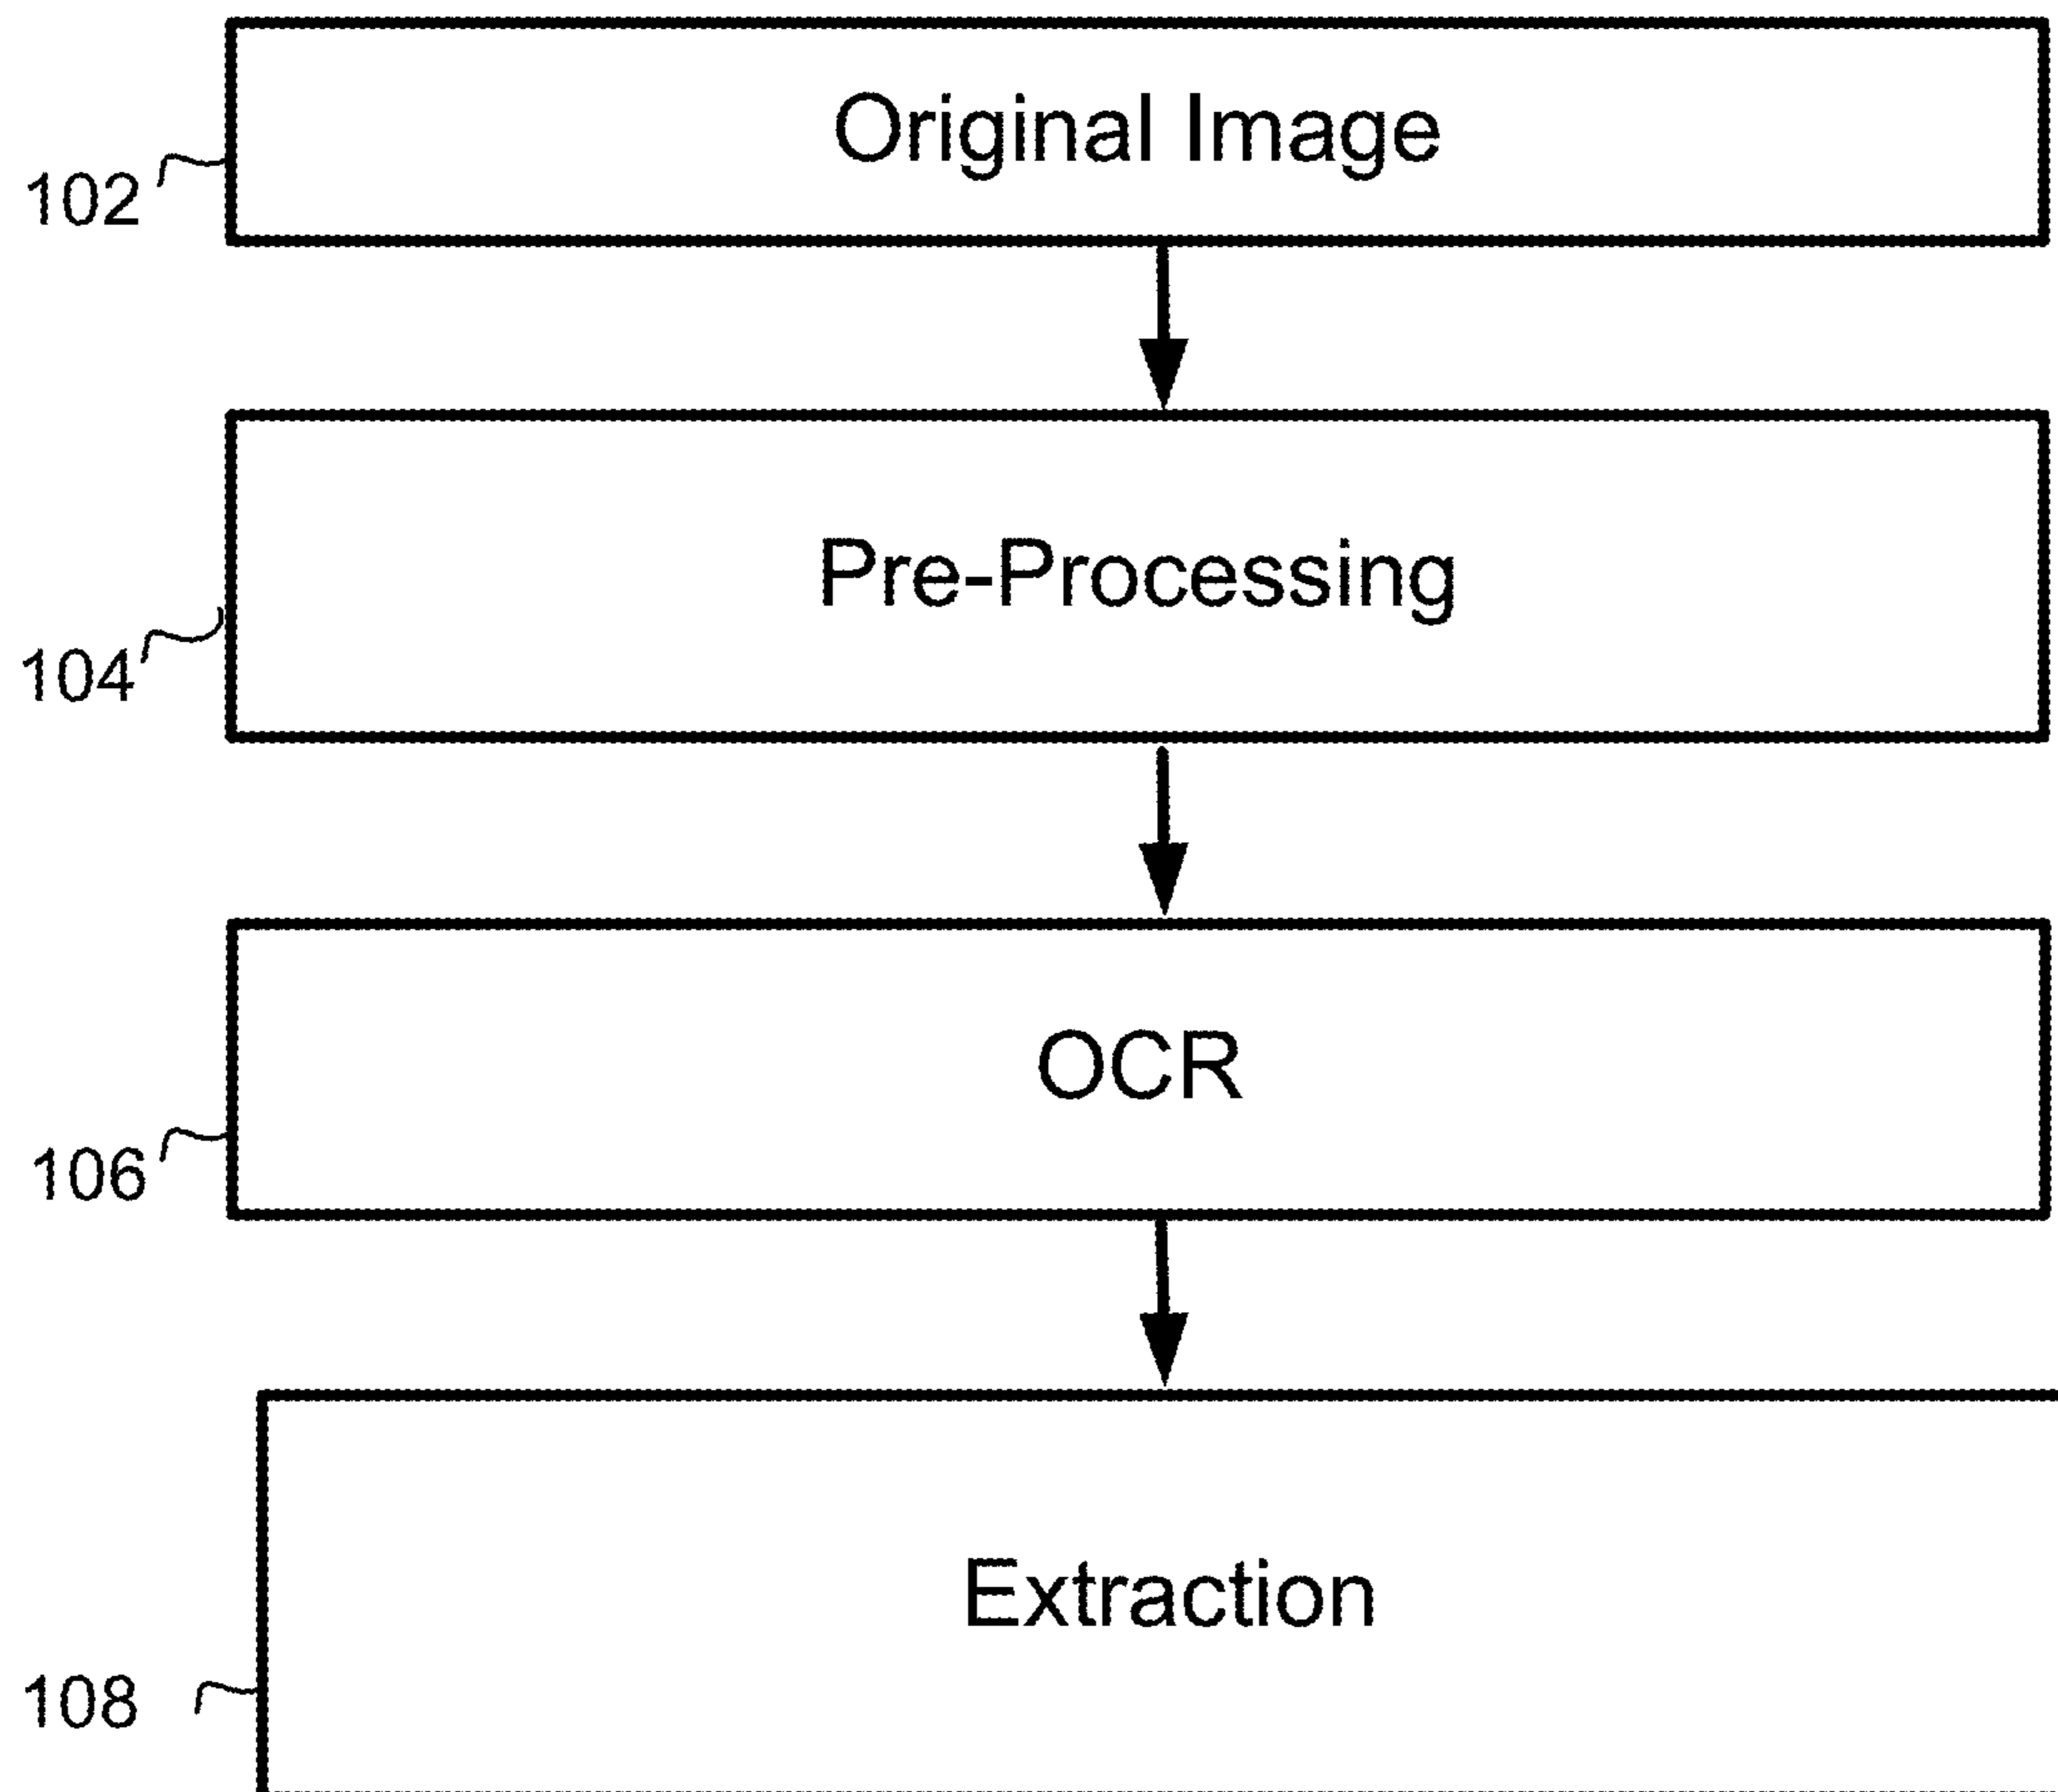 Original Image
102
Pre-Processing
104
OCR
106
Extraction
108